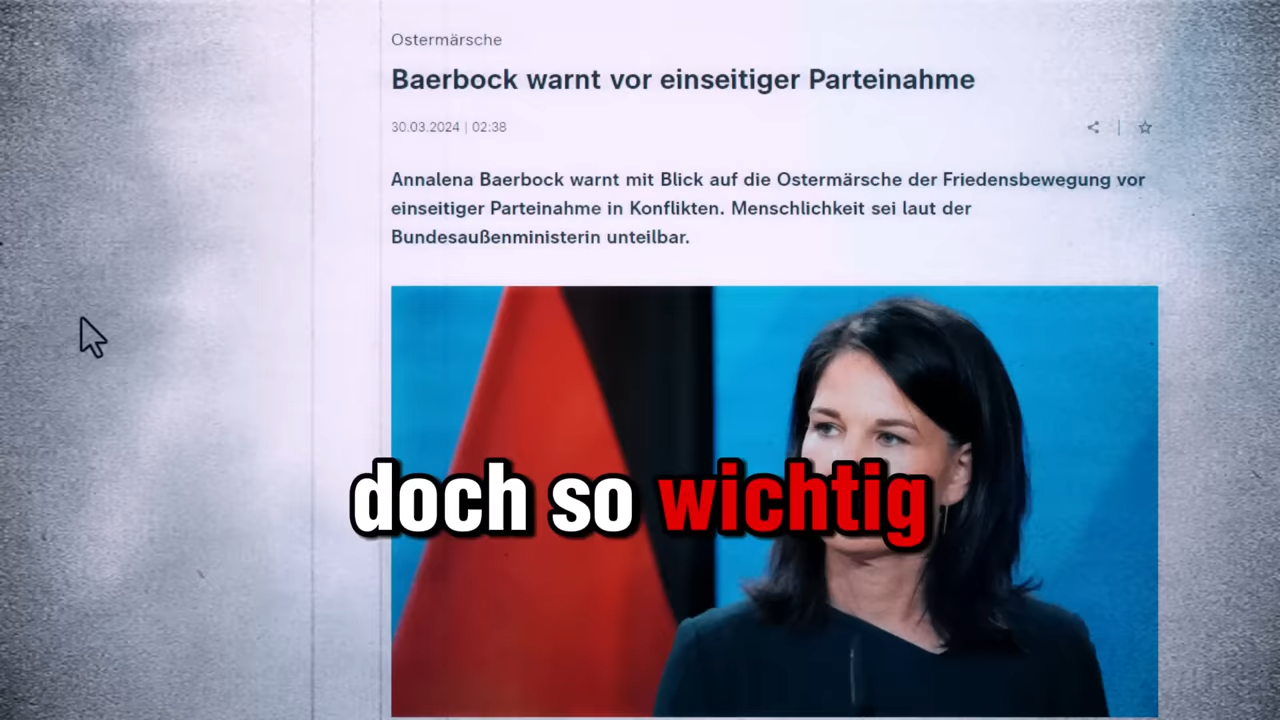 Ostermärsche
Baerbock warnt vor einseitiger Parteinahme
30.03.2024 | 02:38
Annalena Baerbock warnt mit Blick auf die Ostermärsche der Friedensbewegung vor
einseitiger Parteinahme in Konflikten. Menschlichkeit sei laut der
Bundesaußenministerin unteilbar.
doch so wichtig